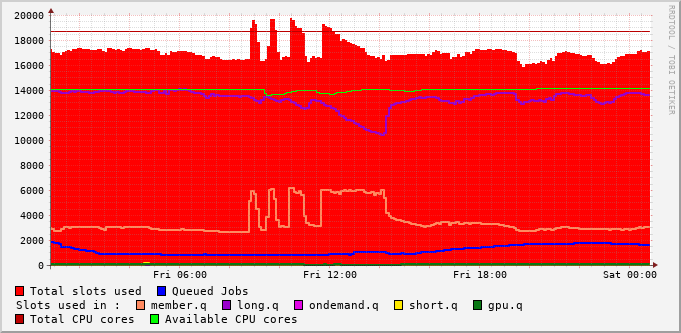 20000
18000
16000
14000
12000
10000
8000
6000
4000
2000
0
Fri 06:00 Fri 12:00 Fri 18:00 Sat 00:00
RRDTOOL / TOBI OETIKER
Total slots used Queued Jobs
Slots used in : member.q long.q ondemand.q short.q gpu.q
Total CPU cores Available CPU cores